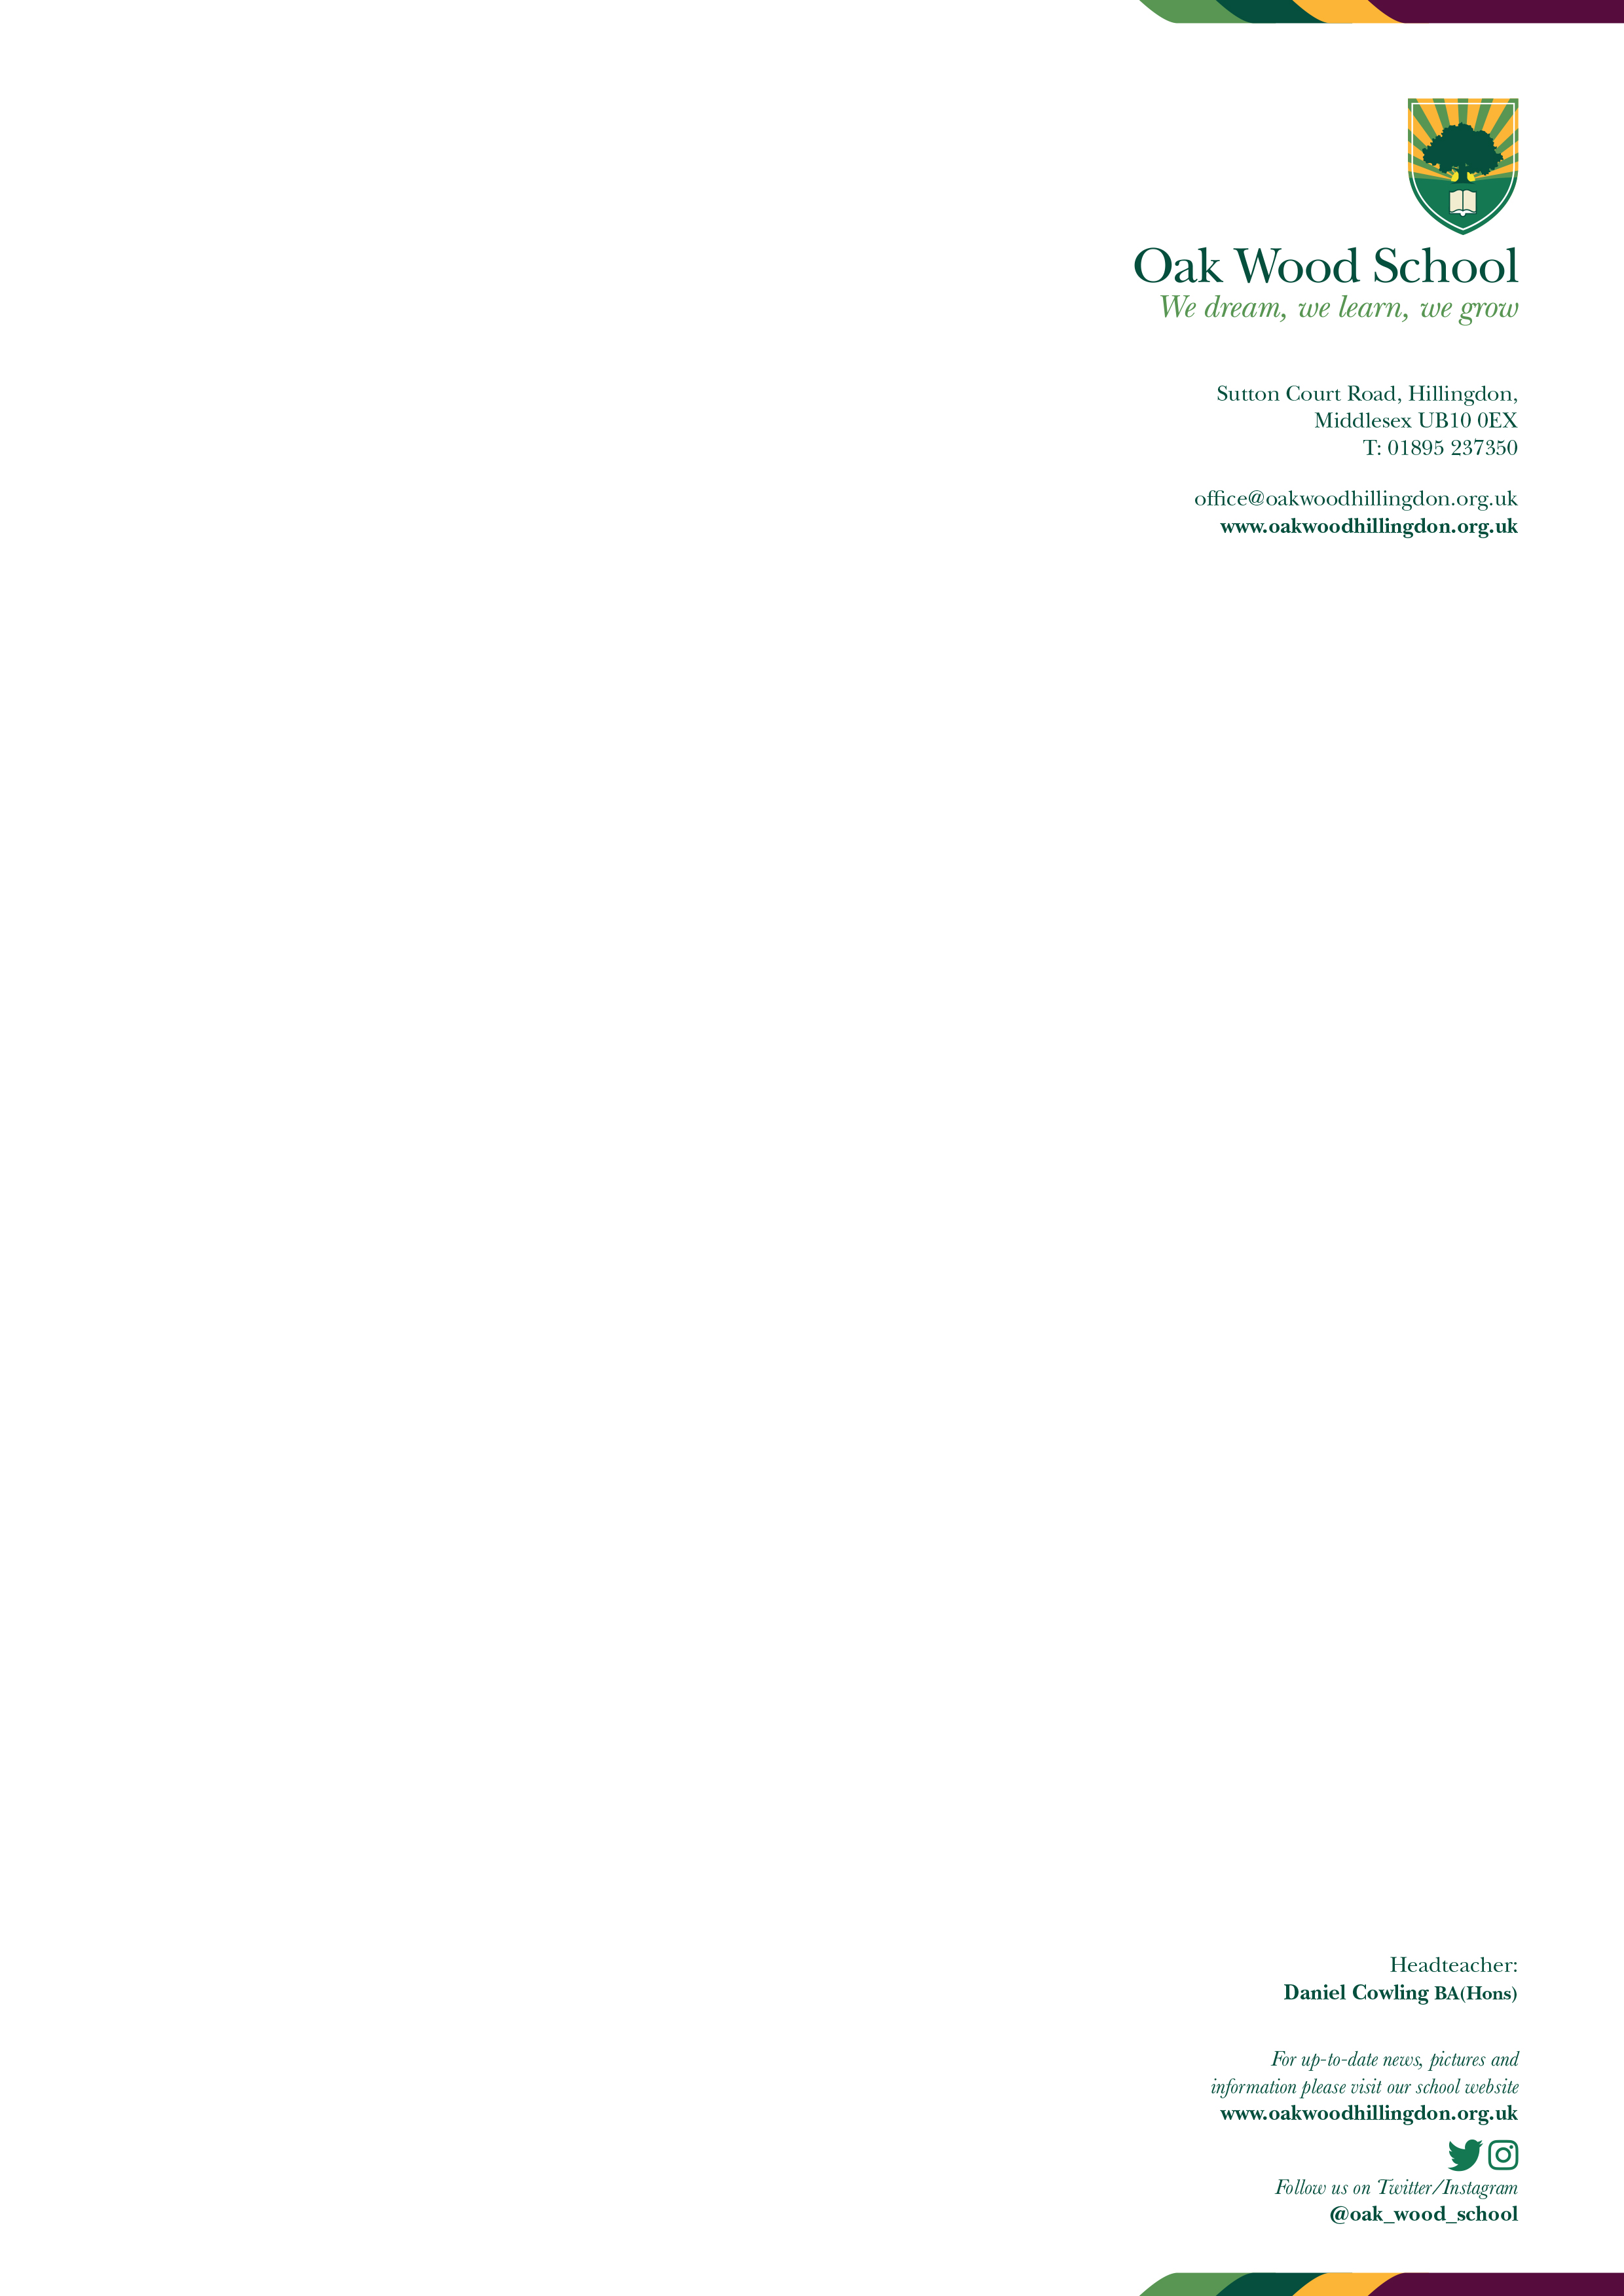 Oak Wood School
We dream, we learn, we grow
Sutton Court Road, Hillingdon,
Middlesex UB10 0EX
T: 01895 237350
office@oakwoodhillingdon.org.uk
www.oakwoodhillingdon.org.uk
Headteacher:
Daniel Cowling BA(Hons)
For up-to-date news, pictures and
information please visit our school website
www.oakwoodhillingdon.org.uk
Follow us on Twitter/Instagram
@oak_wood_school